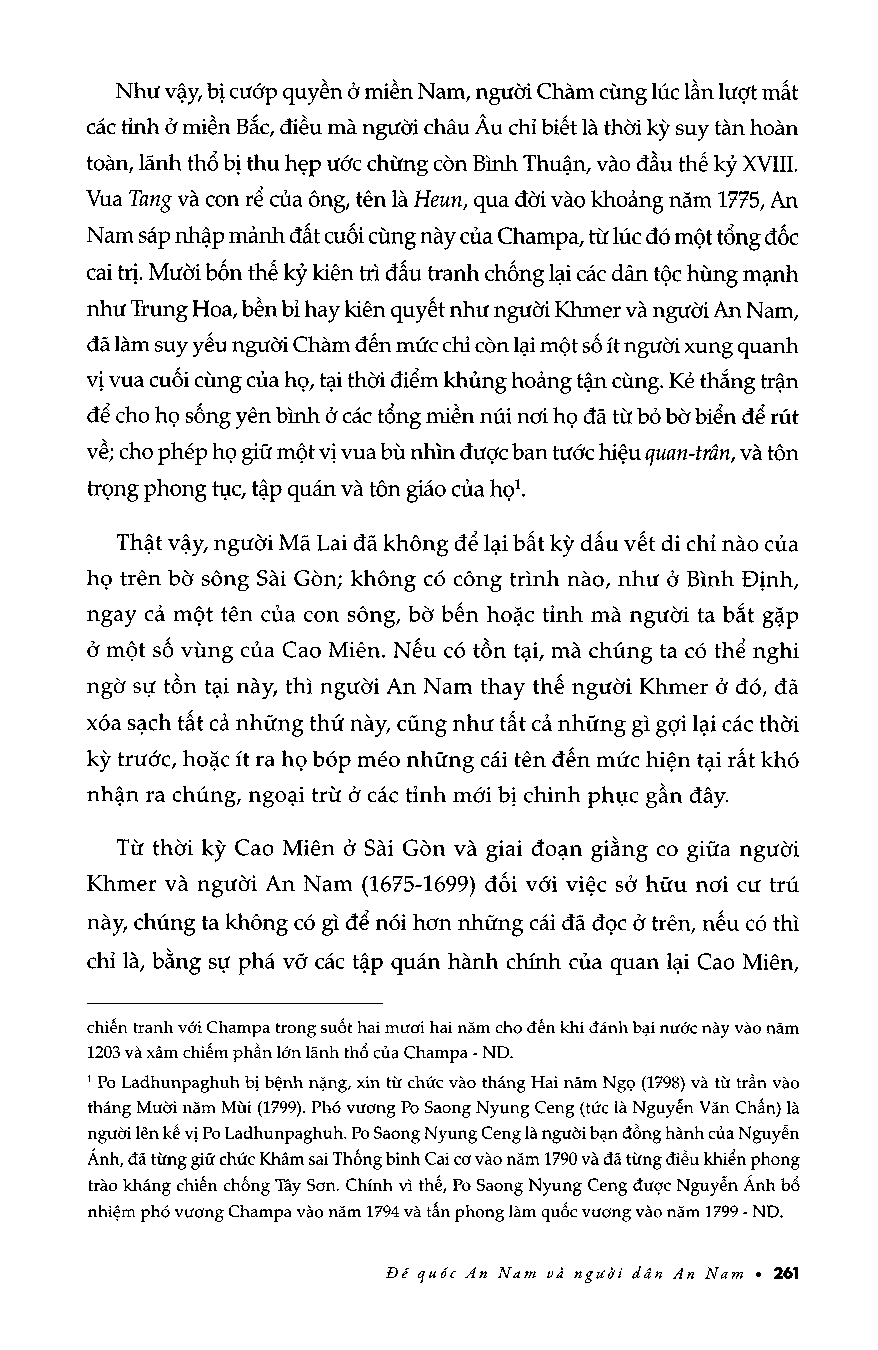 Như vậy, bị cướp quyền ở miền Nam, người Chàm cùng lúc lần lượt mất
các tỉnh ở miền Bắc, điều mà người châu Âu chỉ biết là thời kỳ suy tàn hoàn
toàn, lãnh thổ bị thu hẹp ước chừng còn Bình Thuận, vào đầu thế kỷ XVIII.
Vua Tang và con rể của ông, tên là Heun, qua đời vào khoảng năm 1775, An
Nam sáp nhập mảnh đất cuối cùng này của Champa, từ lúc đó một tổng đốc
cai trị. Mười bốn thế kỷ kiên trì đấu tranh chống lại các dân tộc hùng mạnh
như Trung Hoa, bền bỉ hay kiên quyết như người Khmer và người An Nam,
đã làm suy yếu người Chàm đến mức chỉ còn lại một số ít người xung quanh
vị vua cuối cùng của họ, tại thời điểm khủng hoảng tận cùng. Kẻ thắng trận
để cho họ sống yên bình ở các tổng miền núi nơi họ đã từ bỏ bờ biển để rút
về; cho phép họ giữ một vị vua bù nhìn được ban tước hiệu quan-trân, và tôn
trọng phong tục, tập quán và tôn giáo của họ¹.
Thật vậy, người Mã Lai đã không để lại bất kỳ dấu vết di chỉ nào của
họ trên bờ sông Sài Gòn; không có công trình nào, như ở Bình Định,
ngay cả một tên của con sông, bờ bến hoặc tỉnh mà người ta bắt gặp
ở một số vùng của Cao Miên. Nếu có tồn tại, mà chúng ta có thể nghi
ngờ sự tồn tại này, thì người An Nam thay thế người Khmer ở đó, đã
xóa sạch tất cả những thứ này, cũng như tất cả những gì gợi lại các thời
kỳ trước, hoặc ít ra họ bóp méo những cái tên đến mức hiện tại rất khó
nhận ra chúng, ngoại trừ ở các tỉnh mới bị chinh phục gần đây.
Từ thời kỳ Cao Miên ở Sài Gòn và giai đoạn giằng co giữa người
Khmer và người An Nam (1675-1699) đối với việc sở hữu nơi cư trú
này, chúng ta không có gì để nói hơn những cái đã đọc ở trên, nếu có thì
chỉ là, bằng sự phá vỡ các tập quán hành chính của quan lại Cao Miên,
chiến tranh với Champa trong suốt hai mươi hai năm cho đến khi đánh bại nước này vào năm
1203 và xâm chiếm phần lớn lãnh thổ của Champa - ND.
¹ Po Ladhunpaghuh bị bệnh nặng, xin từ chức vào tháng Hai năm Ngọ (1798) và từ trần vào
tháng Mười năm Mùi (1799). Phó vương Po Saong Nyung Ceng (tức là Nguyễn Văn Chấn) là
người lên kế vị Po Ladhunpaghuh. Po Saong Nyung Ceng là người bạn đồng hành của Nguyễn
Ánh, đã từng giữ chức Khâm sai Thống binh Cai cơ vào năm 1790 và đã từng điều khiển phong
trào kháng chiến chống Tây Sơn. Chính vì thế, Po Saong Nyung Ceng được Nguyễn Ánh bổ
nhiệm phó vương Champa vào năm 1794 và tấn phong làm quốc vương vào năm 1799 - ND.
Đế quốc An Nam và người dân An Nam • 261